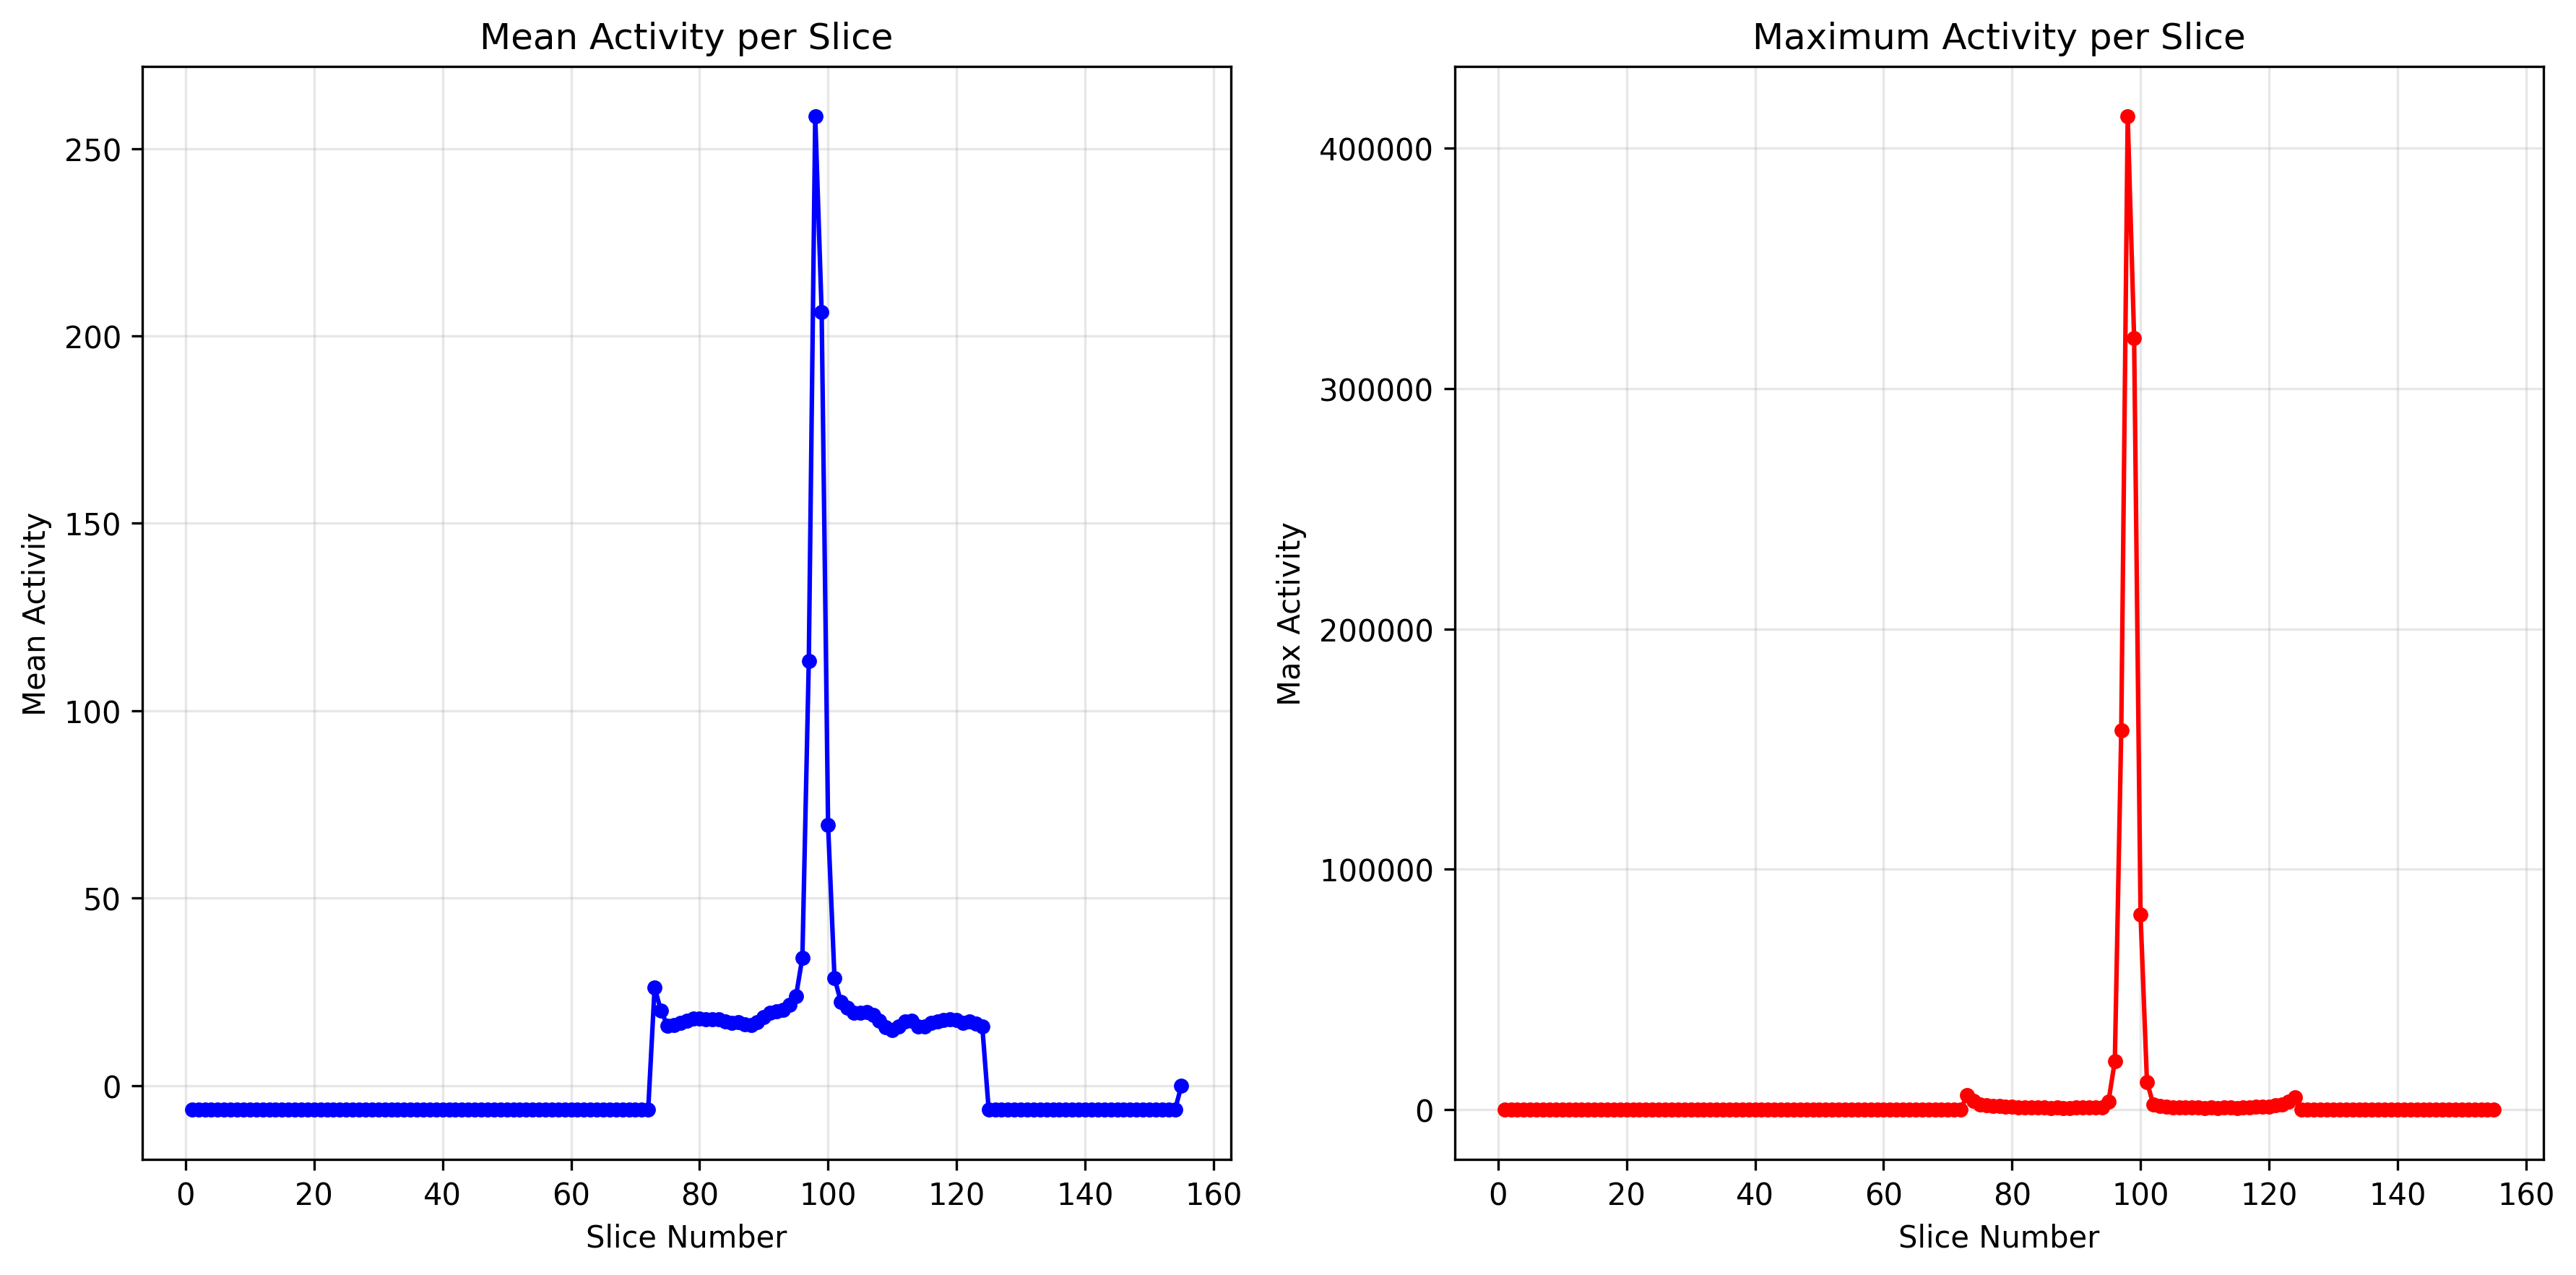 Mean Activity per Slice
Mean Activity
250
200
150
100
50
0
0 20 40 60 80 100 120 140 160
Slice Number
Maximum Activity per Slice
Max Activity
400000
300000
200000
100000
0
0 20 40 60 80 100 120 140 160
Slice Number